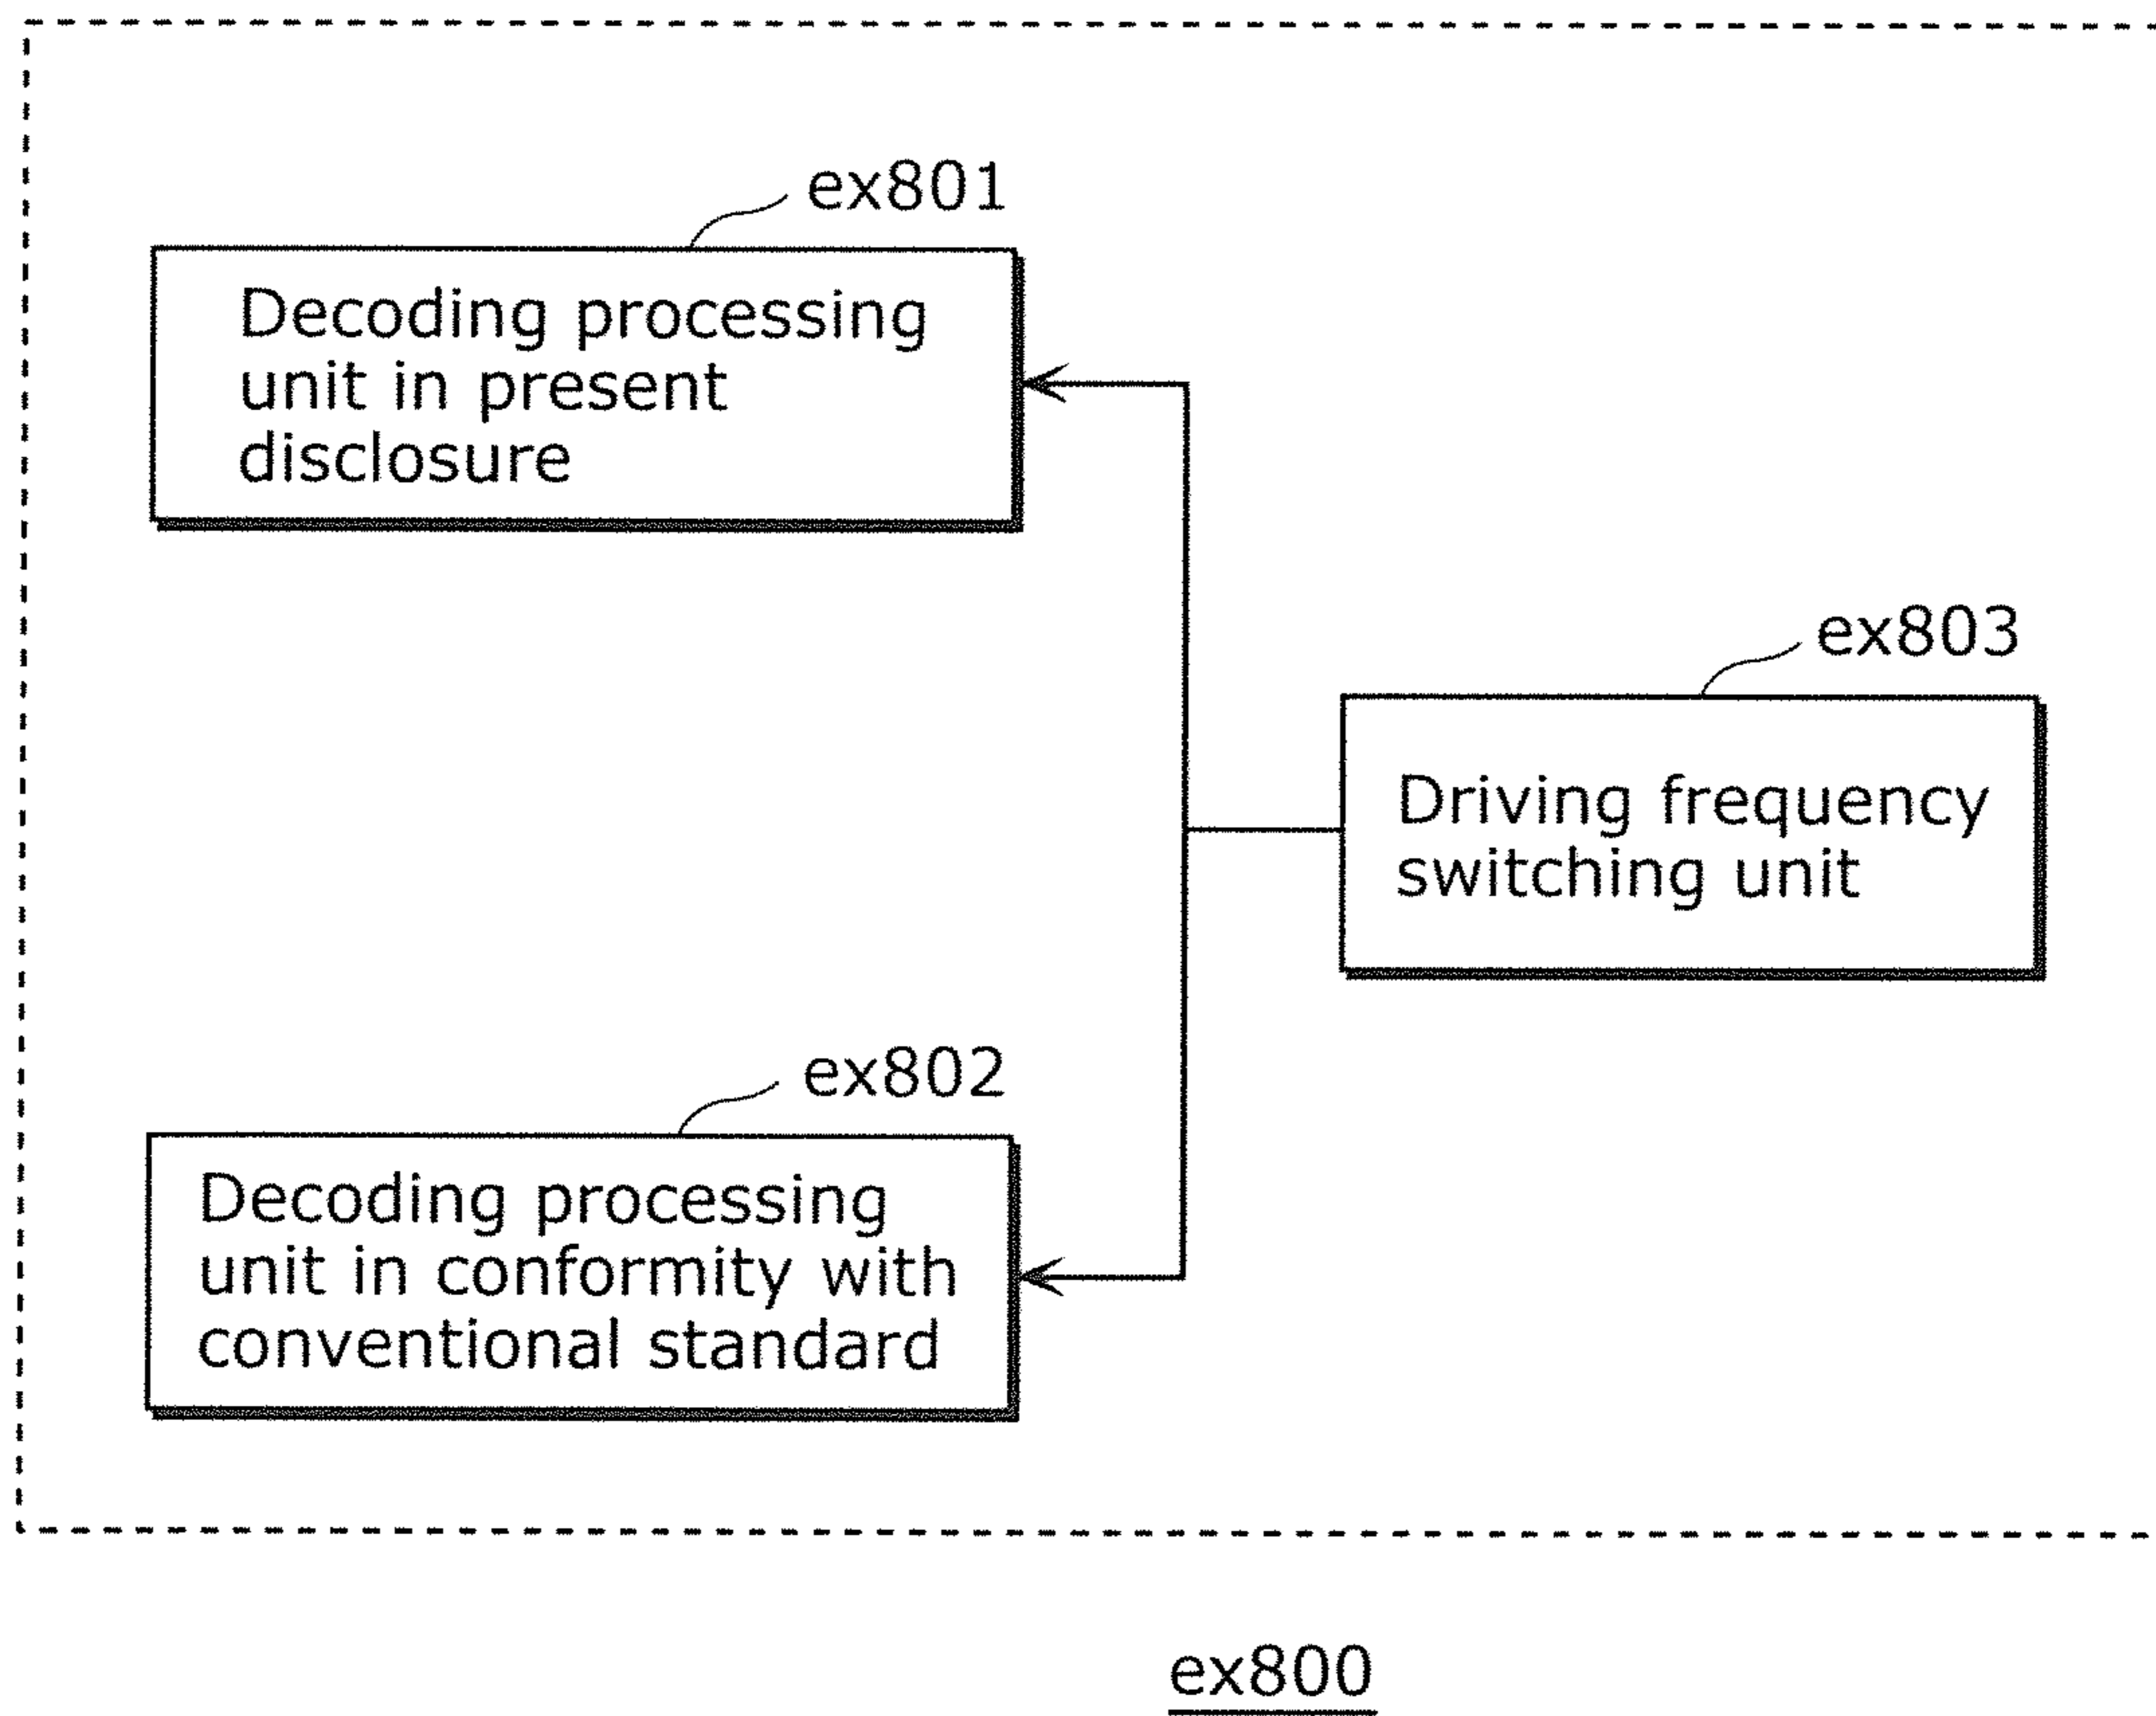 ex801
Decoding processing
unit in present
disclosure
ex803
Driving frequency
switching unit
ex802
Decoding processing
unit in conformity with
conventional standard
ex800